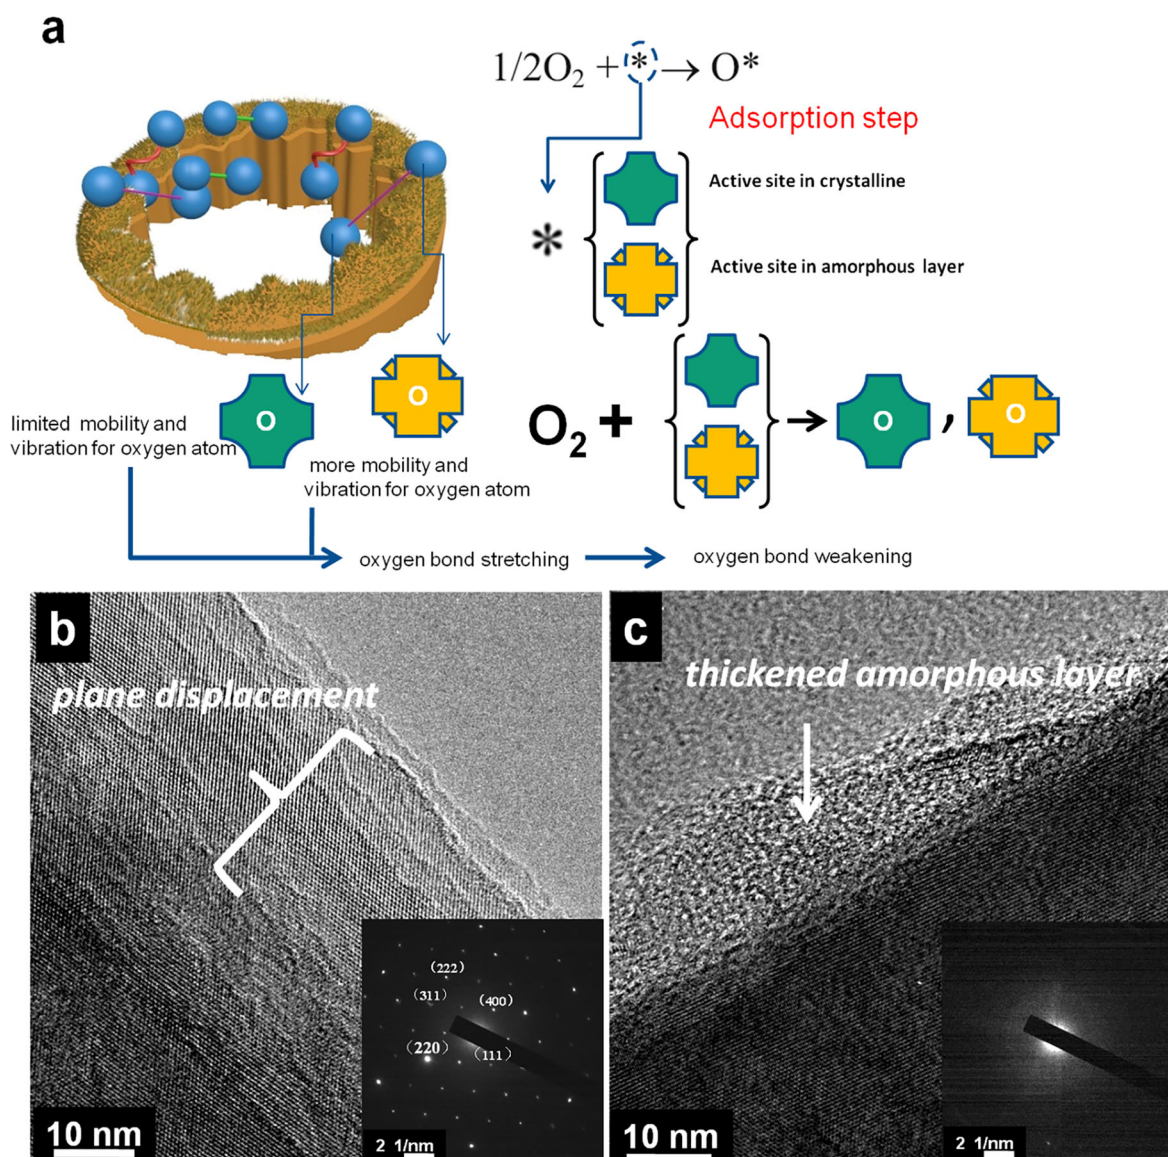 a
1/2O₂ + * → O*
Adsorption step
Active site in crystalline
*
Active site in amorphous layer
O
O
limited mobility and
vibration for oxygen atom
more mobility and
vibration for oxygen atom
O₂ + → O , O
oxygen bond stretching
oxygen bond weakening
b
plane displacement
(222)
(311)
(400)
(220)
(111)
10 nm
2 1/nm
c
thickened amorphous layer
10 nm
2 1/nm